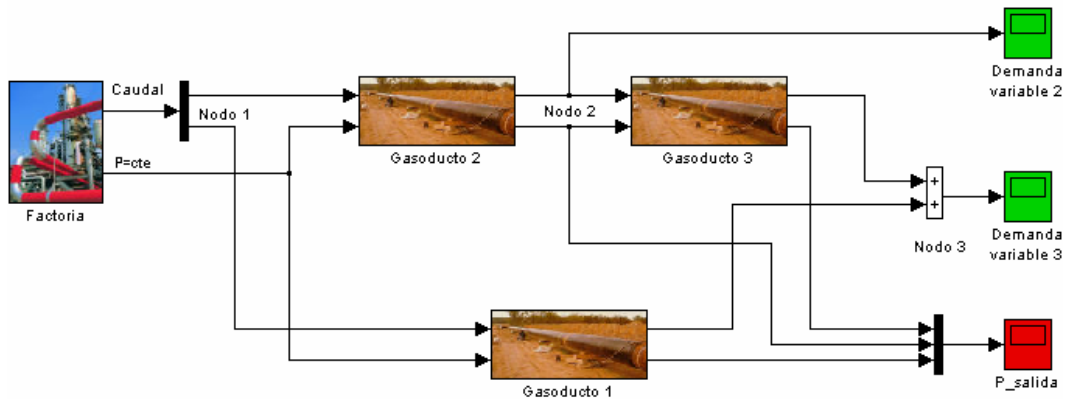 Demanda
variable 2
Caudal
Nodo 1
Nodo 2
Gasoducto 2
Gasoducto 3
P=cte
Factoria
+
+
Nodo 3
Demanda
variable 3
Gasoducto 1
P_salida